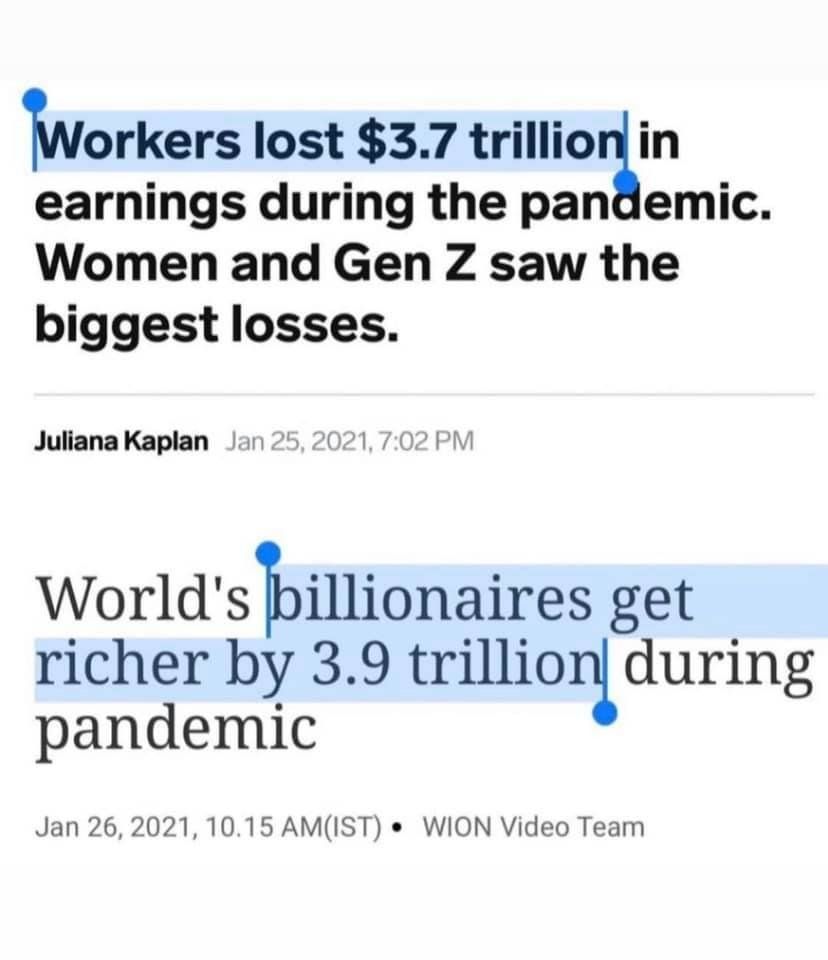 Workers lost $3.7 trillion in
earnings during the pandemic.
Women and Gen Z saw the
biggest losses.
Juliana Kaplan Jan 25, 2021, 7:02 PM
World's billionaires get
richer by 3.9 trillion during
pandemic
Jan 26, 2021, 10.15 AM(IST) • WION Video Team